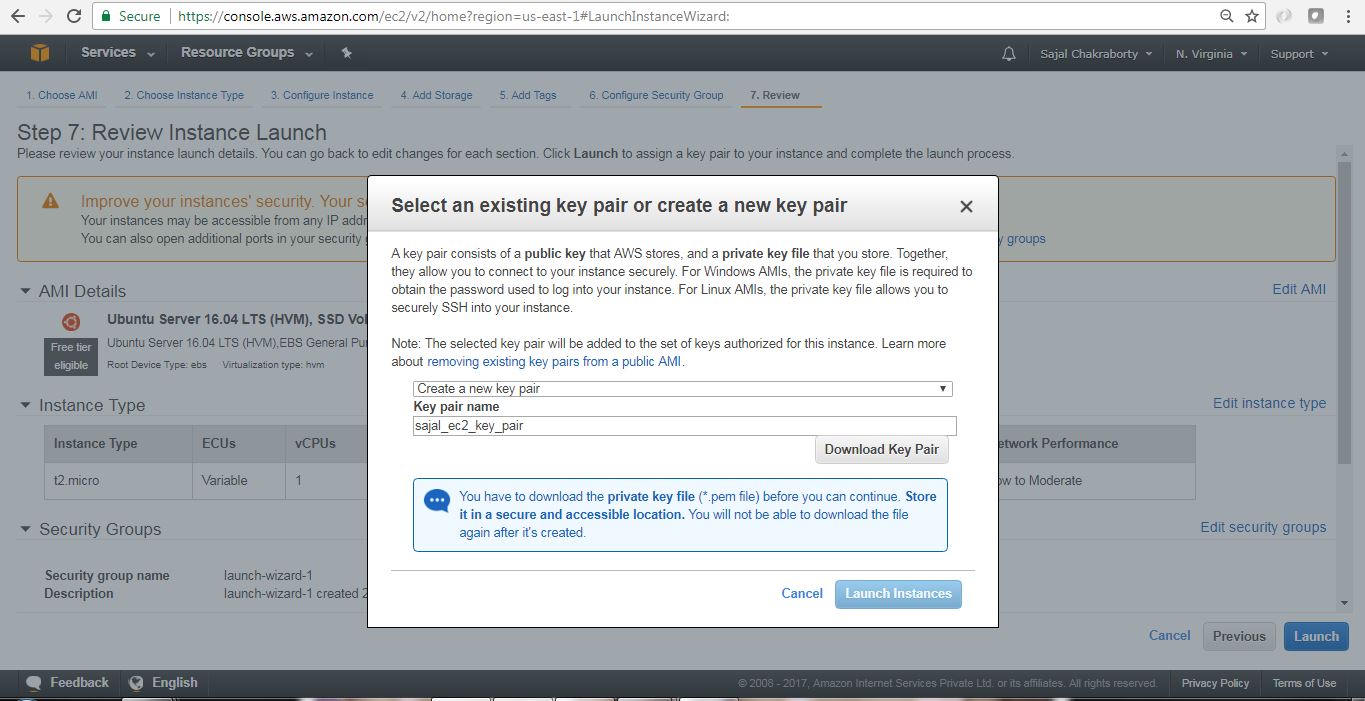 Secure https://console.aws.amazon.com/ec2/v2/home?region=us-east-1#LaunchInstanceWizard:
Services Resource Groups Sajal Chakraborty N. Virginia Support
1. Choose AMI 2. Choose Instance Type 3. Configure Instance 4. Add Storage 5. Add Tags 6. Configure Security Group 7. Review
Step 7: Review Instance Launch
Please review your instance launch details. You can go back to edit changes for each section. Click Launch to assign a key pair to your instance and complete the launch process.
Improve your instances' security. Your s
Your instances may be accessible from any IP addr
You can also open additional ports in your security
y groups
AMI Details
Edit AMI
Ubuntu Server 16.04 LTS (HVM), SSD Vol
Free tier
eligible
Ubuntu Server 16.04 LTS (HVM),EBS General Pur
Root Device Type: ebs Virtualization type: hvm
Instance Type
Edit instance type
Instance Type ECUs vCPUs
etwork Performance
t2.micro Variable 1
ow to Moderate
Security Groups
Edit security groups
Security group name launch-wizard-1
Description launch-wizard-1 created 2
Select an existing key pair or create a new key pair
A key pair consists of a public key that AWS stores, and a private key file that you store. Together,
they allow you to connect to your instance securely. For Windows AMIs, the private key file is required to
obtain the password used to log into your instance. For Linux AMIs, the private key file allows you to
securely SSH into your instance.
Note: The selected key pair will be added to the set of keys authorized for this instance. Learn more
about removing existing key pairs from a public AMI.
Create a new key pair
Key pair name
sajal_ec2_key_pair
Download Key Pair
You have to download the private key file (*.pem file) before you can continue. Store
it in a secure and accessible location. You will not be able to download the file
again after it's created.
Cancel Launch Instances
Cancel Previous Launch
Feedback English © 2008 - 2017, Amazon Internet Services Private Ltd. or its affiliates. All rights reserved. Privacy Policy Terms of Use